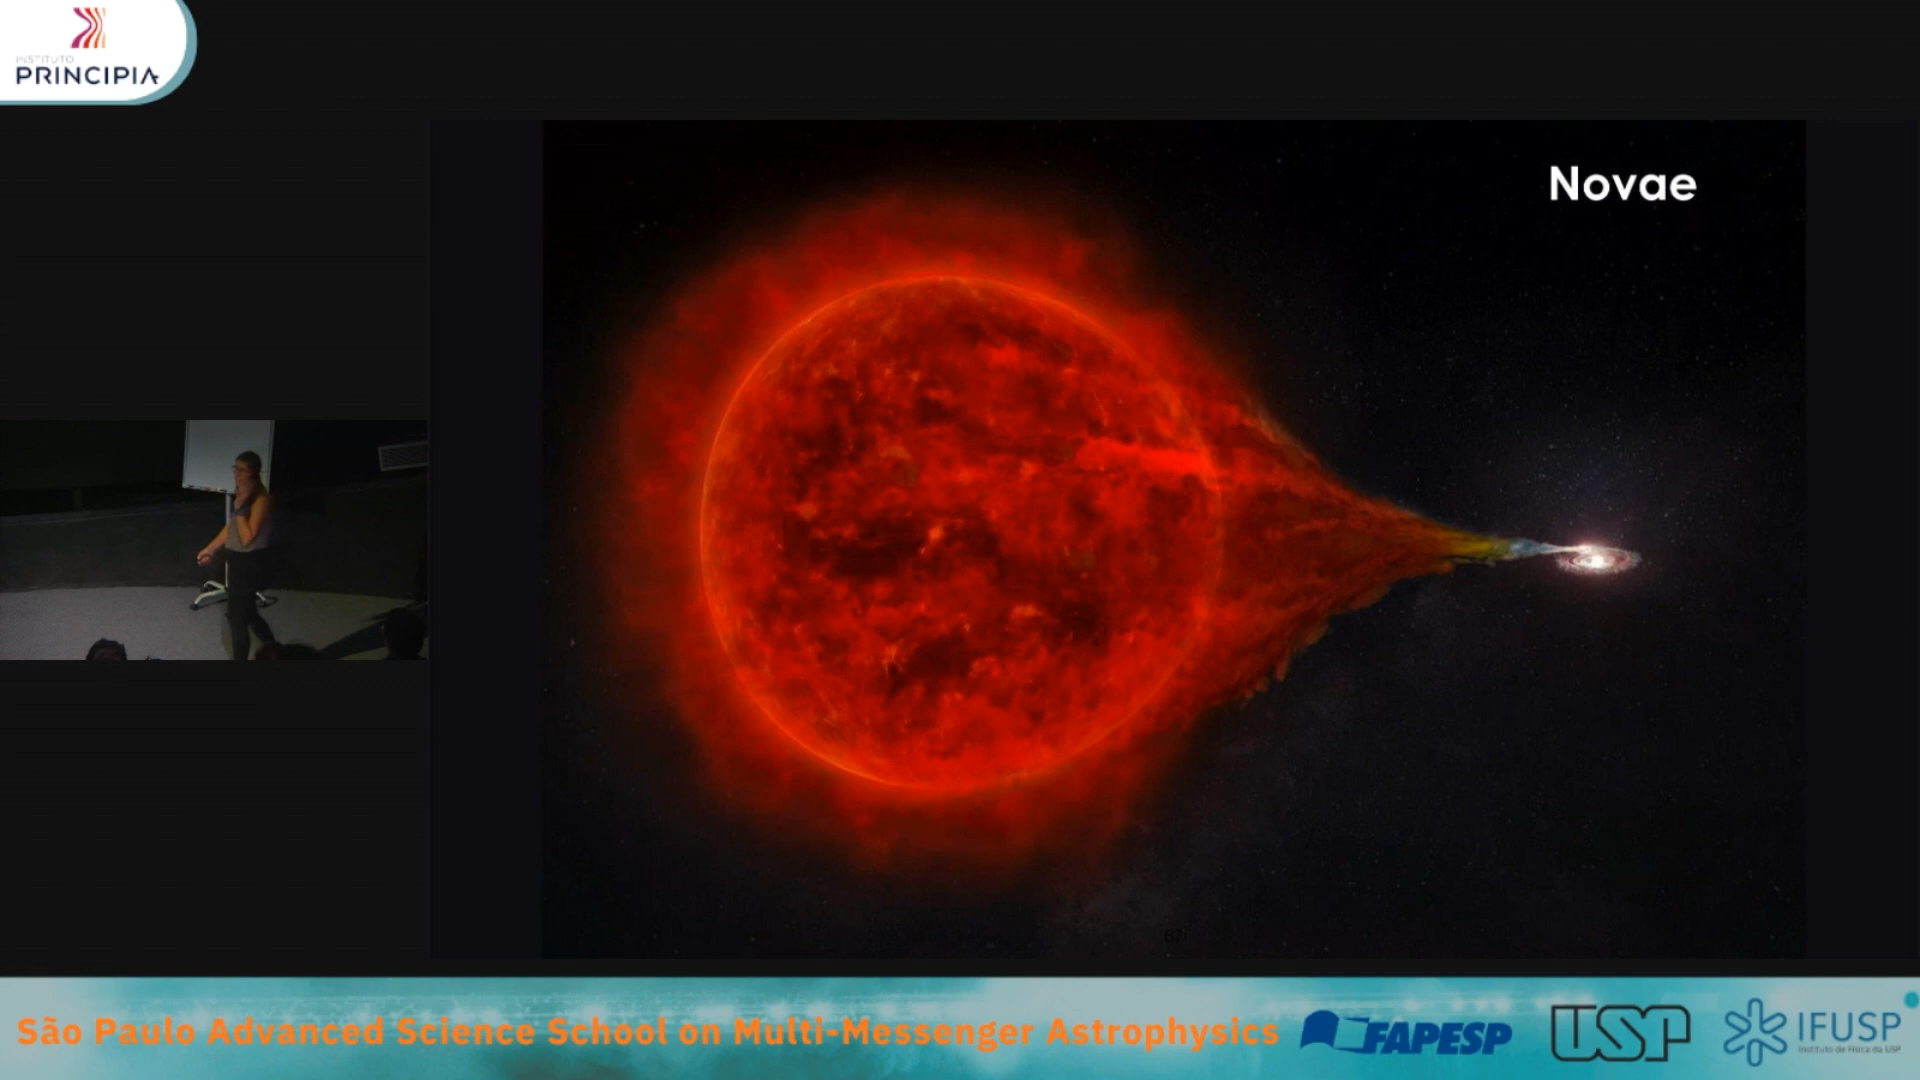 INSTITUTO
PRINCIPIA
Novae
67
São Paulo Advanced Science School on Multi-Messenger Astrophysics
FAPESP
USP
IFUSP
Instituto de Física da USP